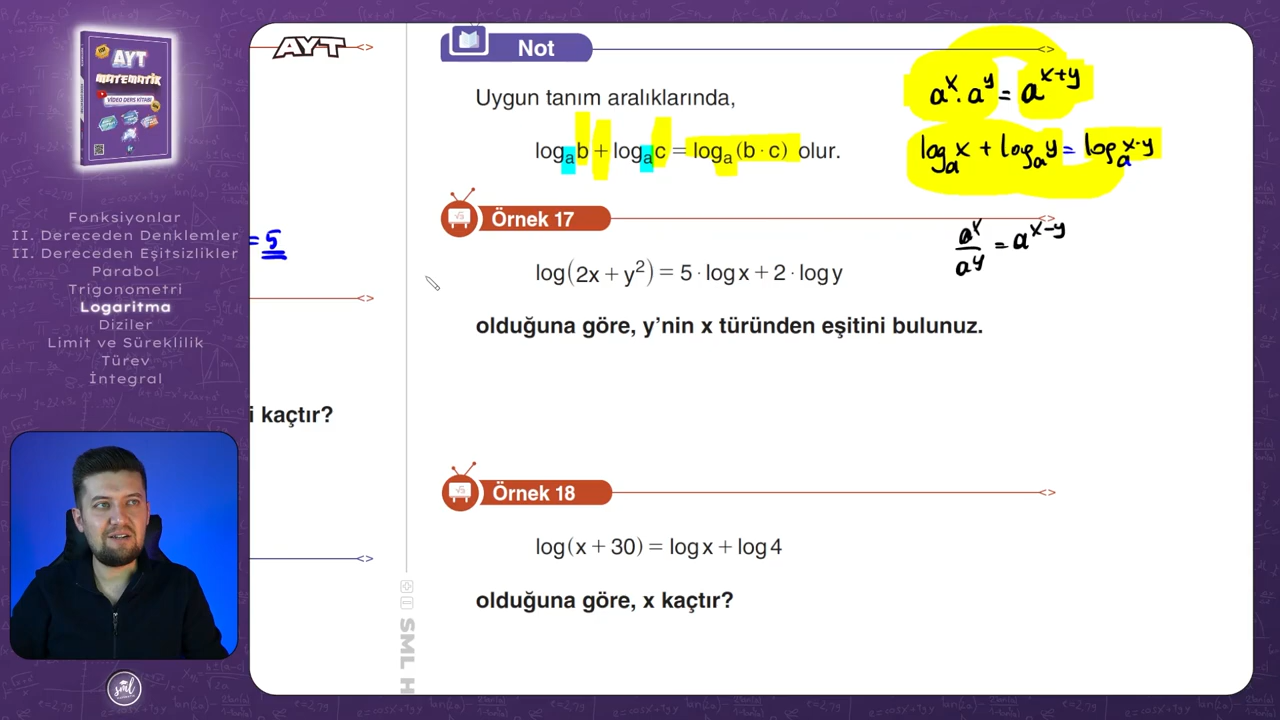 AYT
MATEMATİK
VİDEO DERS KİTABI
Fonksiyonlar
II. Dereceden Denklemler
II. Dereceden Eşitsizlikler
Parabol
Trigonometri
Logaritma
Diziler
Limit ve Süreklilik
Türev
İntegral
sml
AYT
= 5
i kaçtır?
SML H
Not
Uygun tanım aralıklarında,
logₐb + logₐc = logₐ(b · c) olur.
aˣ · aʸ = aˣ⁺ʸ
logₐx + logₐy = logₐx·y
aˣ/aʸ = aˣ⁻ʸ
√5 Örnek 17
log(2x + y²) = 5 · log x + 2 · log y
olduğuna göre, y’nin x türünden eşitini bulunuz.
√5 Örnek 18
log(x + 30) = log x + log 4
olduğuna göre, x kaçtır?